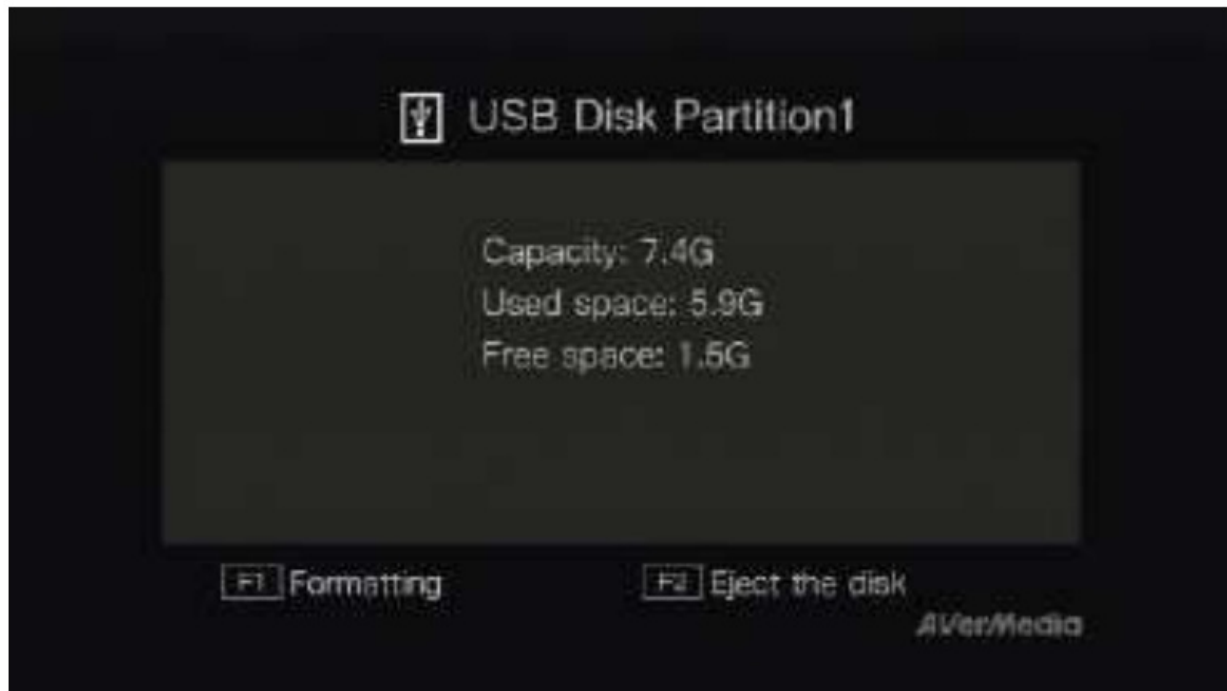 USB Disk Partition1
Capacity: 7.4G
Used space: 5.9G
Free space: 1.5G
F1 Formatting
F2 Eject the disk
AVerMedia